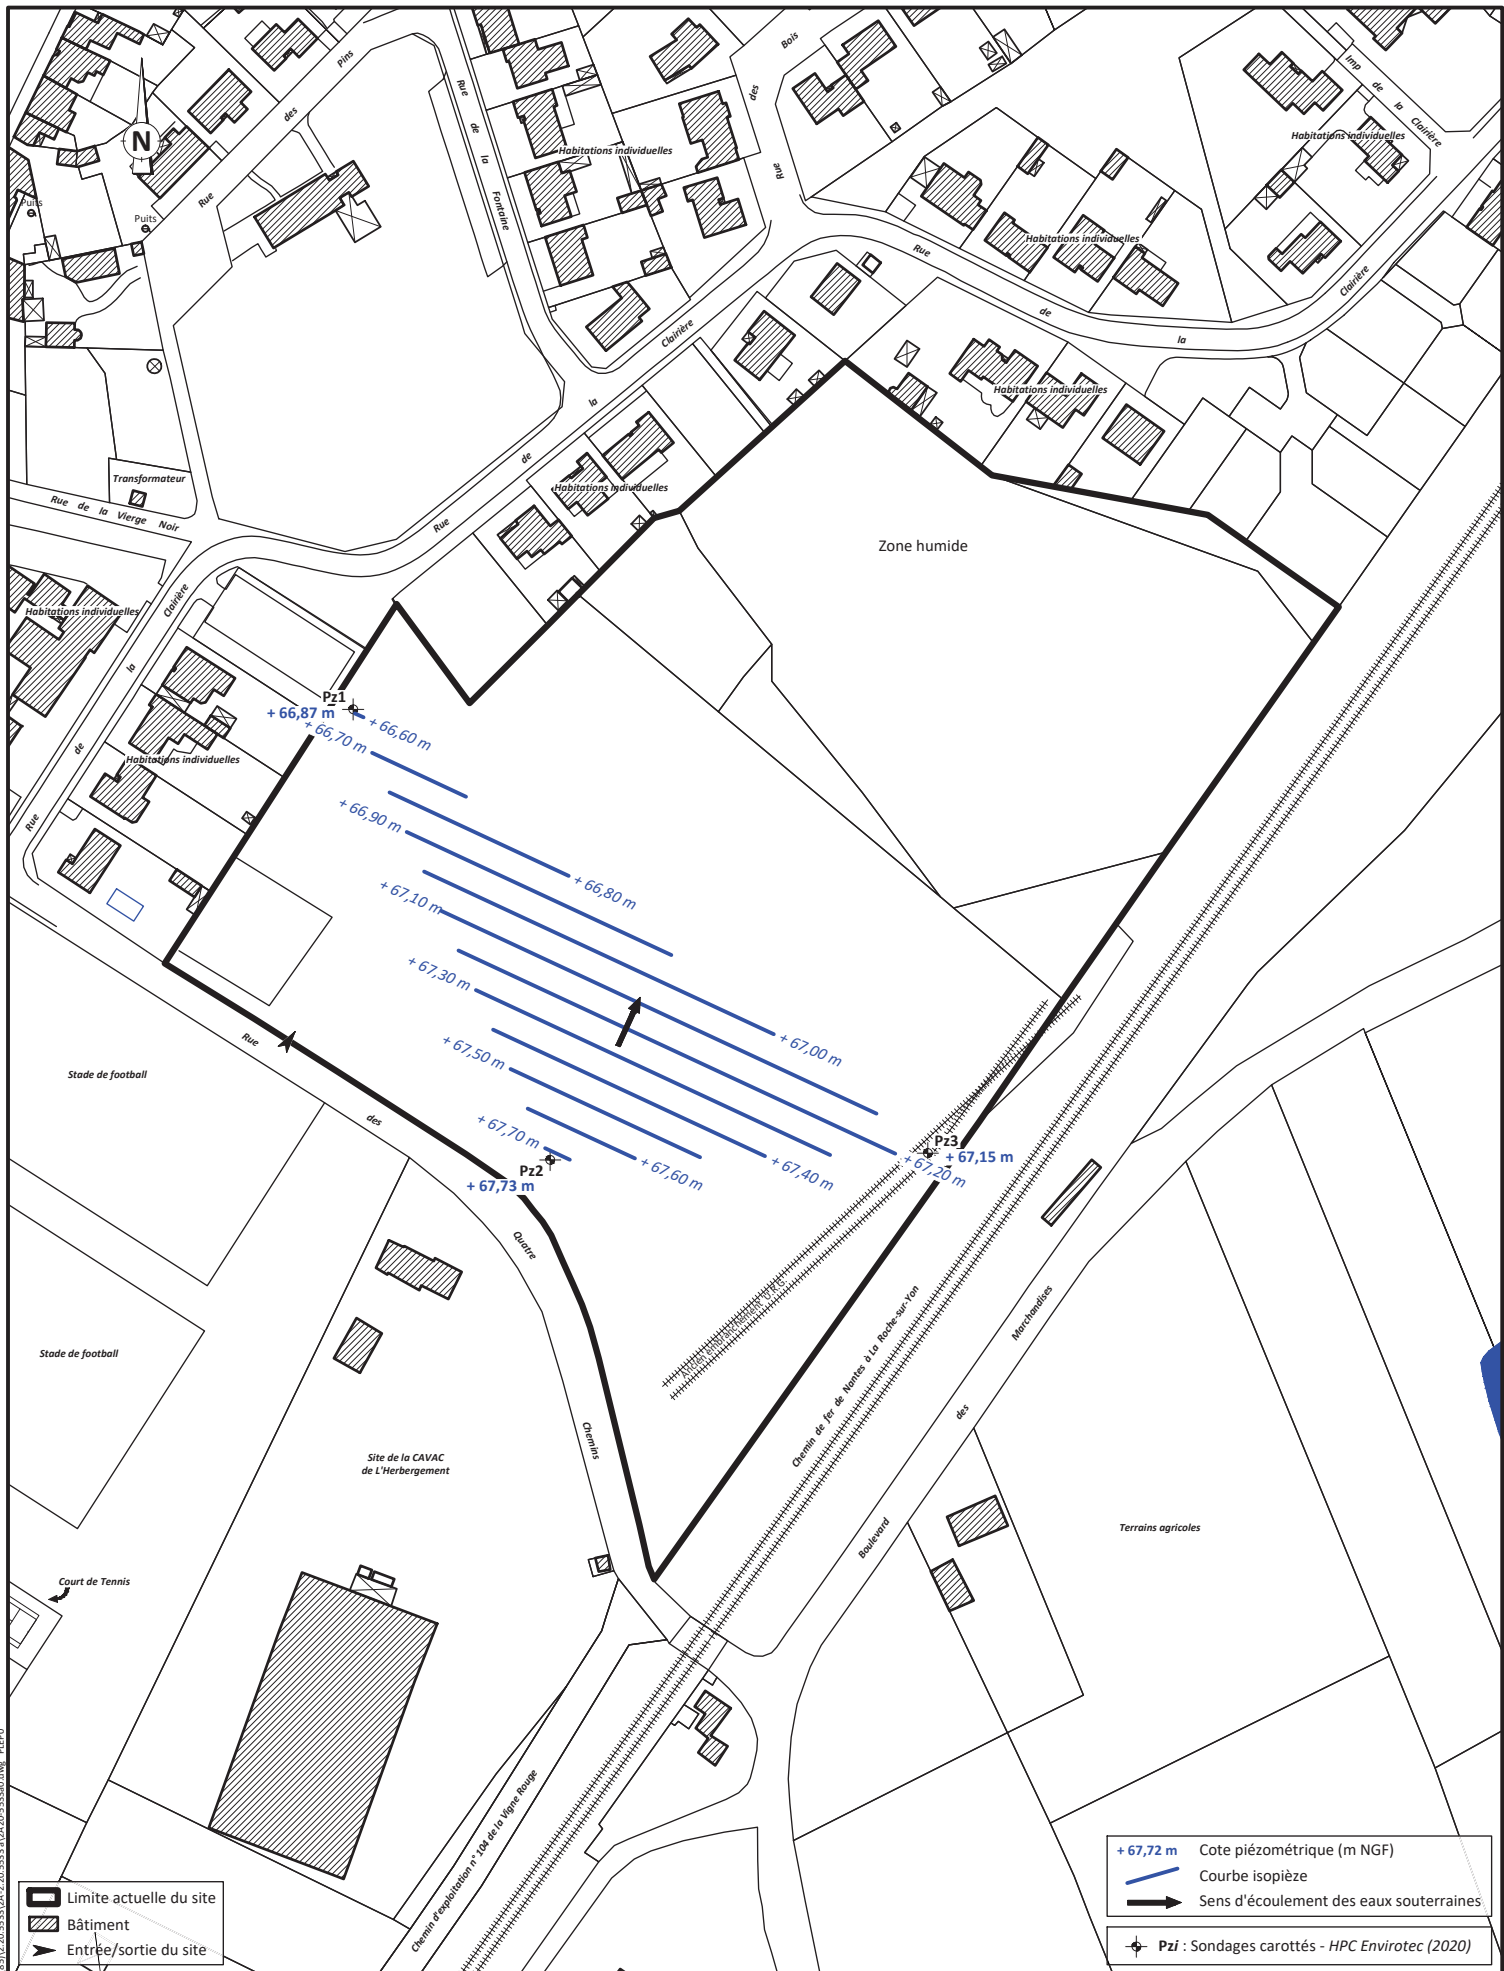 Rue des Pins
Rue de la Fontaine
Rue des Bois
Imp de la Clairière
N
Puits
Puits
Habitations individuelles
Habitations individuelles
Habitations individuelles
Rue de la Clairière
Rue de la Clairière
Habitations individuelles
Transformateur
Rue de la Vierge Noir
Habitations individuelles
Zone humide
Habitations individuelles
Rue de la Clairière
Habitations individuelles
Pz1
+ 66,87 m
+ 66,60 m
+ 66,70 m
+ 66,80 m
+ 66,90 m
+ 67,00 m
+ 67,10 m
+ 67,20 m
+ 67,30 m
+ 67,40 m
+ 67,50 m
+ 67,60 m
+ 67,70 m
Pz2
+ 67,73 m
Pz3
+ 67,15 m
Rue des Quatre Chemins
Stade de football
Stade de football
Ancien embranchement U.R.G.
Chemin de fer de Nantes à La Roche-sur-Yon
Boulevard des Marchandises
Site de la CAVAC
de L'Herbergement
Terrains agricoles
Court de Tennis
Chemin d'exploitation n° 104 de la Vigne Rouge
Limite actuelle du site
Bâtiment
Entrée/sortie du site
+ 67,72 m Cote piézométrique (m NGF)
Courbe isopièze
Sens d'écoulement des eaux souterraines
Pzi : Sondages carottés - HPC Envirotec (2020)